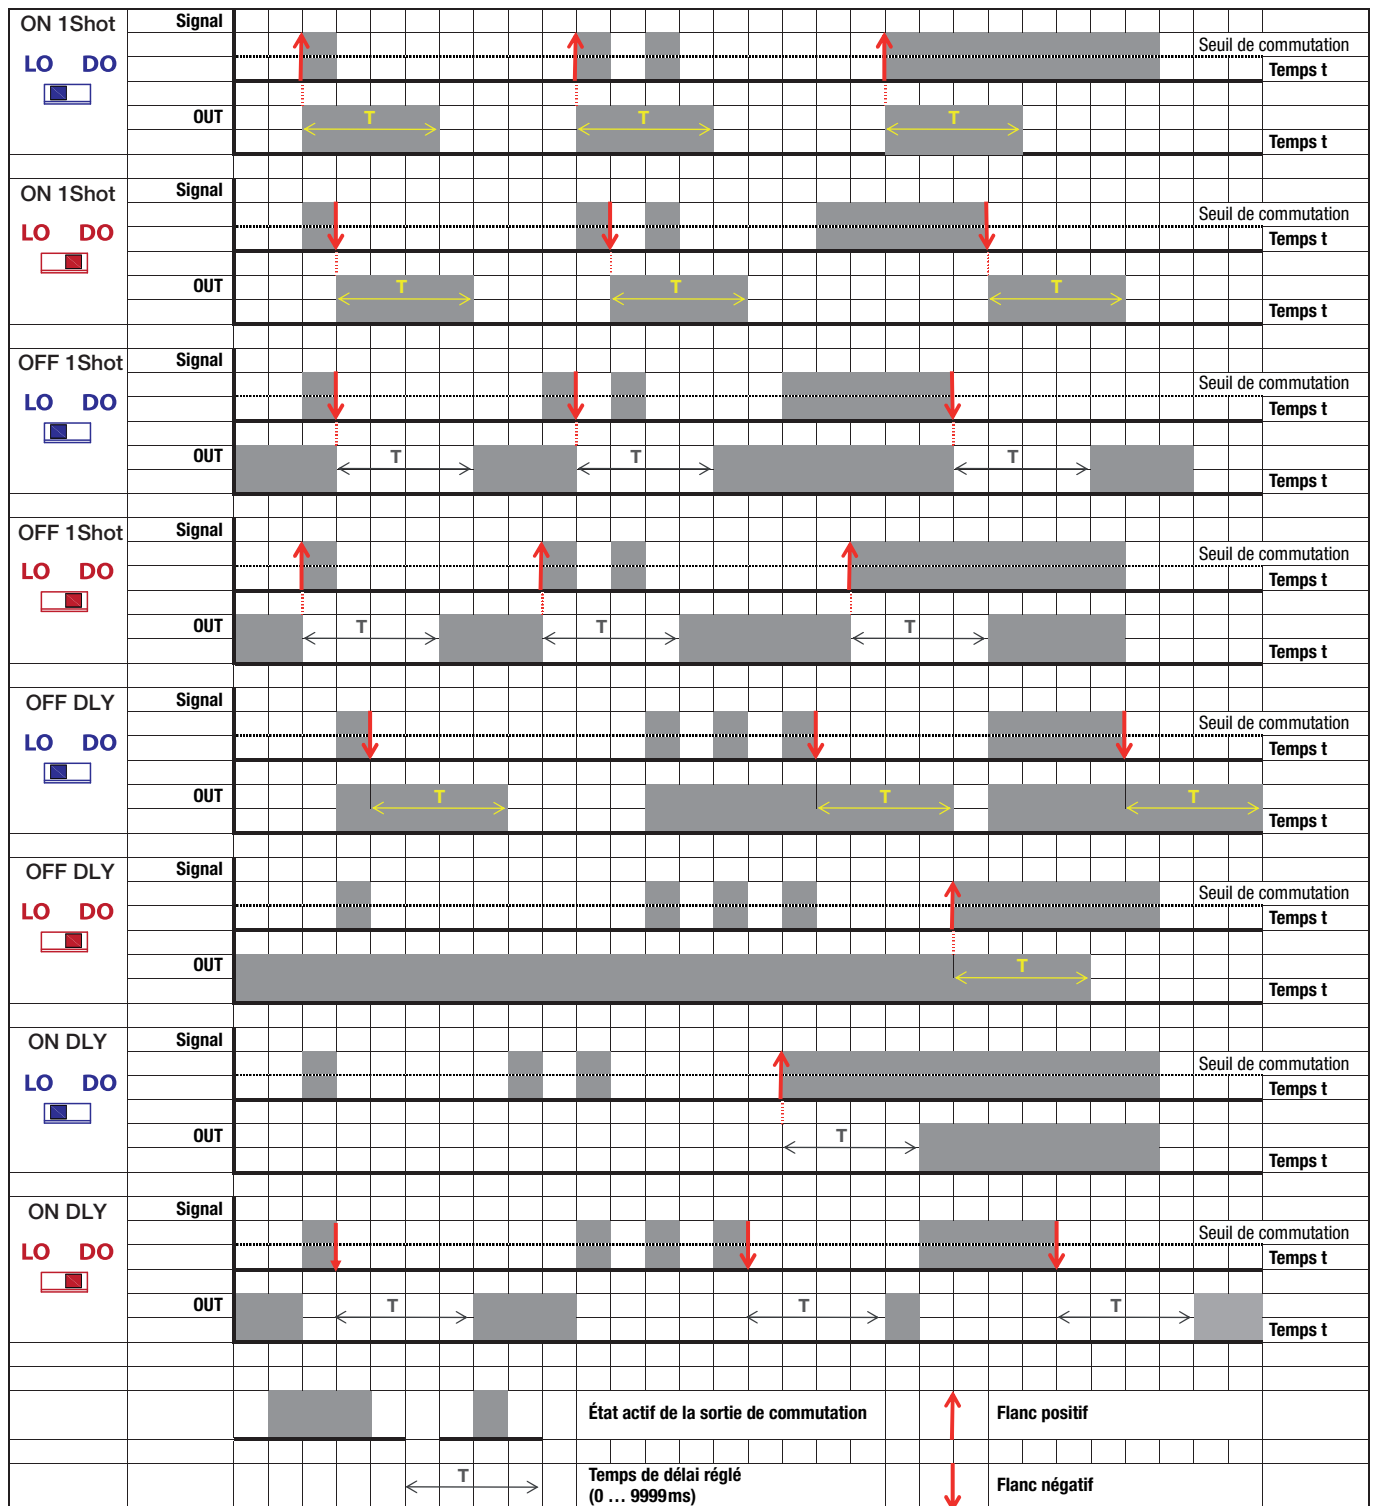 ON 1Shot
Signal
Seuil de commutation
LO DO
Temps t
OUT
T T T
Temps t
ON 1Shot
Signal
Seuil de commutation
LO DO
Temps t
OUT
T T T
Temps t
OFF 1Shot
Signal
Seuil de commutation
LO DO
Temps t
OUT
T T T
Temps t
OFF 1Shot
Signal
Seuil de commutation
LO DO
Temps t
OUT
T T T
Temps t
OFF DLY
Signal
Seuil de commutation
LO DO
Temps t
OUT
T T T
Temps t
OFF DLY
Signal
Seuil de commutation
LO DO
Temps t
OUT
T
Temps t
ON DLY
Signal
Seuil de commutation
LO DO
Temps t
OUT
T
Temps t
ON DLY
Signal
Seuil de commutation
LO DO
Temps t
OUT
T T T
Temps t
État actif de la sortie de commutation
Flanc positif
T
Temps de délai réglé
(0 … 9999ms)
Flanc négatif